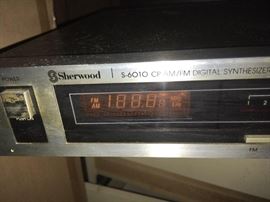 POWER
Sherwood S-6010 CP AM/FM DIGITAL SYNTHESIZER
FM
AM
1 2
FM